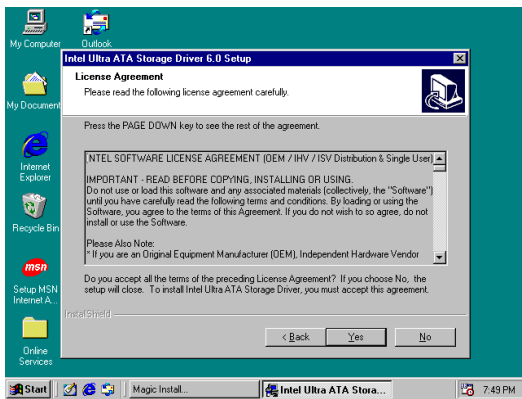 My Computer
Outlook
Intel Ultra ATA Storage Driver 6.0 Setup
License Agreement
Please read the following license agreement carefully.
My Document
Press the PAGE DOWN key to see the rest of the agreement.
NTEL SOFTWARE LICENSE AGREEMENT (OEM / IHV / ISV Distribution & Single User)
IMPORTANT - READ BEFORE COPYING, INSTALLING OR USING.
Do not use or load this software and any associated materials (collectively, the "Software")
until you have carefully read the following terms and conditions. By loading or using the
Software, you agree to the terms of this Agreement. If you do not wish to so agree, do not
install or use the Software.
Please Also Note:
* If you are an Original Equipment Manufacturer (OEM), Independent Hardware Vendor
Internet
Explorer
Recycle Bin
msn
Setup MSN
Internet A...
Do you accept all the terms of the preceding License Agreement? If you choose No, the
setup will close. To install Intel Ultra ATA Storage Driver, you must accept this agreement.
InstallShield
< Back
Yes
No
Online
Services
Start
Magic Install...
Intel Ultra ATA Stora...
7:49 PM